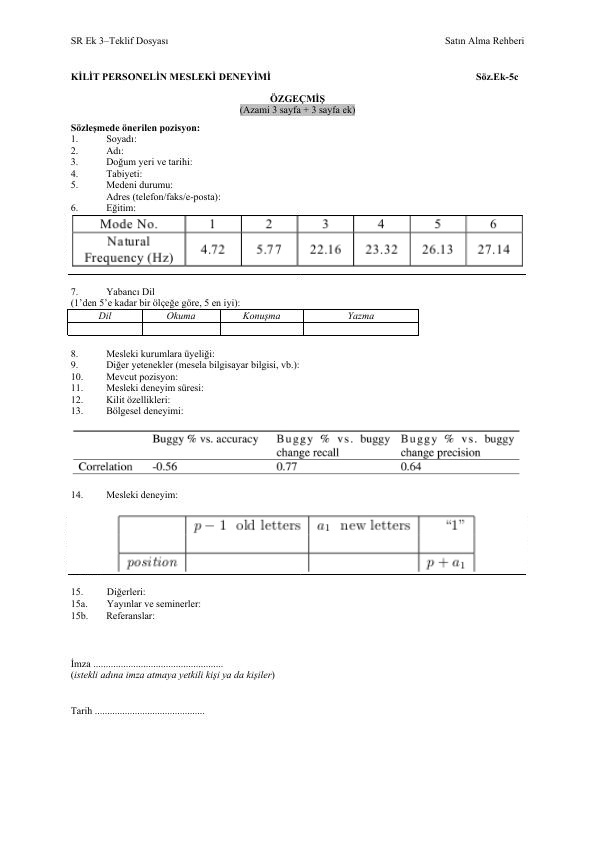 SR Ek 3–Teklif Dosyası Satın Alma Rehberi
KİLİT PERSONELİN MESLEKİ DENEYİMİ Söz.Ek-5c
ÖZGEÇMİŞ
(Azami 3 sayfa + 3 sayfa ek)
Sözleşmede önerilen pozisyon:
1. Soyadı:
2. Adı:
3. Doğum yeri ve tarihi:
4. Tabiyeti:
5. Medeni durumu:
Adres (telefon/faks/e-posta):
6. Eğitim:
Mode No. 1 2 3 4 5 6
Natural Frequency (Hz) 4.72 5.77 22.16 23.32 26.13 27.14
7. Yabancı Dil
(1'den 5'e kadar bir ölçeğe göre, 5 en iyi):
Dil Okuma Konuşma Yazma
8. Mesleki kurumlara üyeliği:
9. Diğer yetenekler (mesela bilgisayar bilgisi, vb.):
10. Mevcut pozisyon:
11. Mesleki deneyim süresi:
12. Kilit özellikleri:
13. Bölgesel deneyimi:
Buggy % vs. accuracy Buggy % vs. buggy change recall Buggy % vs. buggy change precision
Correlation -0.56 0.77 0.64
14. Mesleki deneyim:
p − 1 old letters a₁ new letters “1”
position p + a₁
15. Diğerleri:
15a. Yayınlar ve seminerler:
15b. Referanslar:
İmza ....................................................
(istekli adına imza atmaya yetkili kişi ya da kişiler)
Tarih ............................................